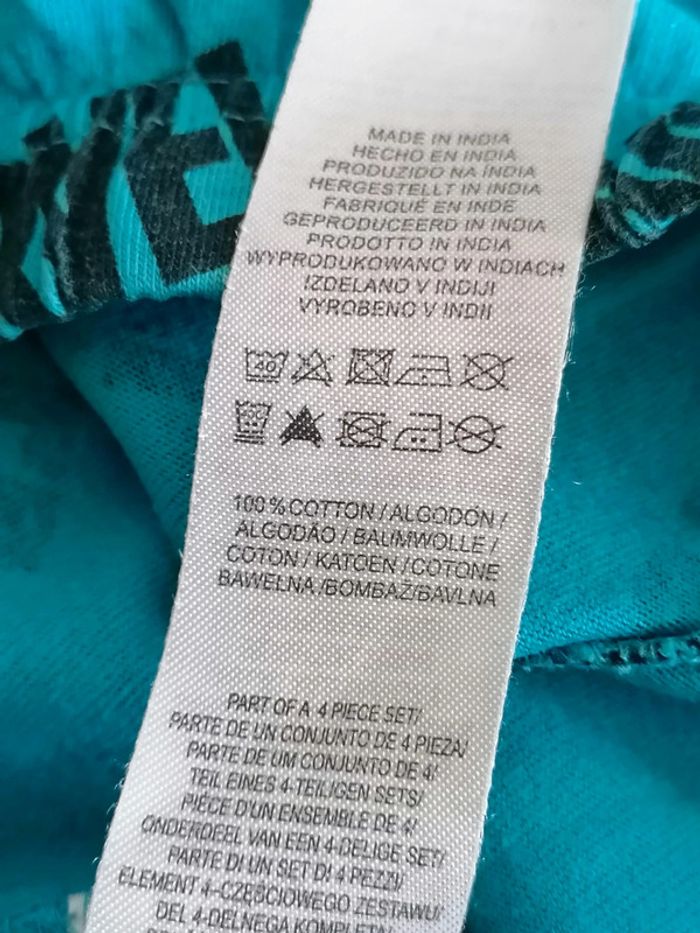 MADE IN INDIA
HECHO EN INDIA
PRODUZIDO NA ÍNDIA
HERGESTELLT IN INDIA
FABRIQUÉ EN INDE
GEPRODUCEERD IN INDIA
PRODOTTO IN INDIA
WYPRODUKOWANO W INDIACH
IZDELANO V INDIJI
VYROBENO V INDII
40
100% COTTON / ALGODON /
ALGODÃO / BAUMWOLLE /
COTON / KATOEN / COTONE
BAWELNA /BOMBAŽ/BAVLNA
PART OF A 4 PIECE SET/
PARTE DE UN CONJUNTO DE 4 PIEZA/
PARTE DE UM CONJUNTO DE 4/
TEIL EINES 4-TEILIGEN SETS/
PIÈCE D'UN ENSEMBLE DE 4/
ONDERDEEL VAN EEN 4-DELIGE SET/
PARTE DI UN SET DI 4 PEZZI/
ELEMENT 4-CZĘŚCIOWEGO ZESTAWU/
DEL 4-DELNEGA KOMPLETA/